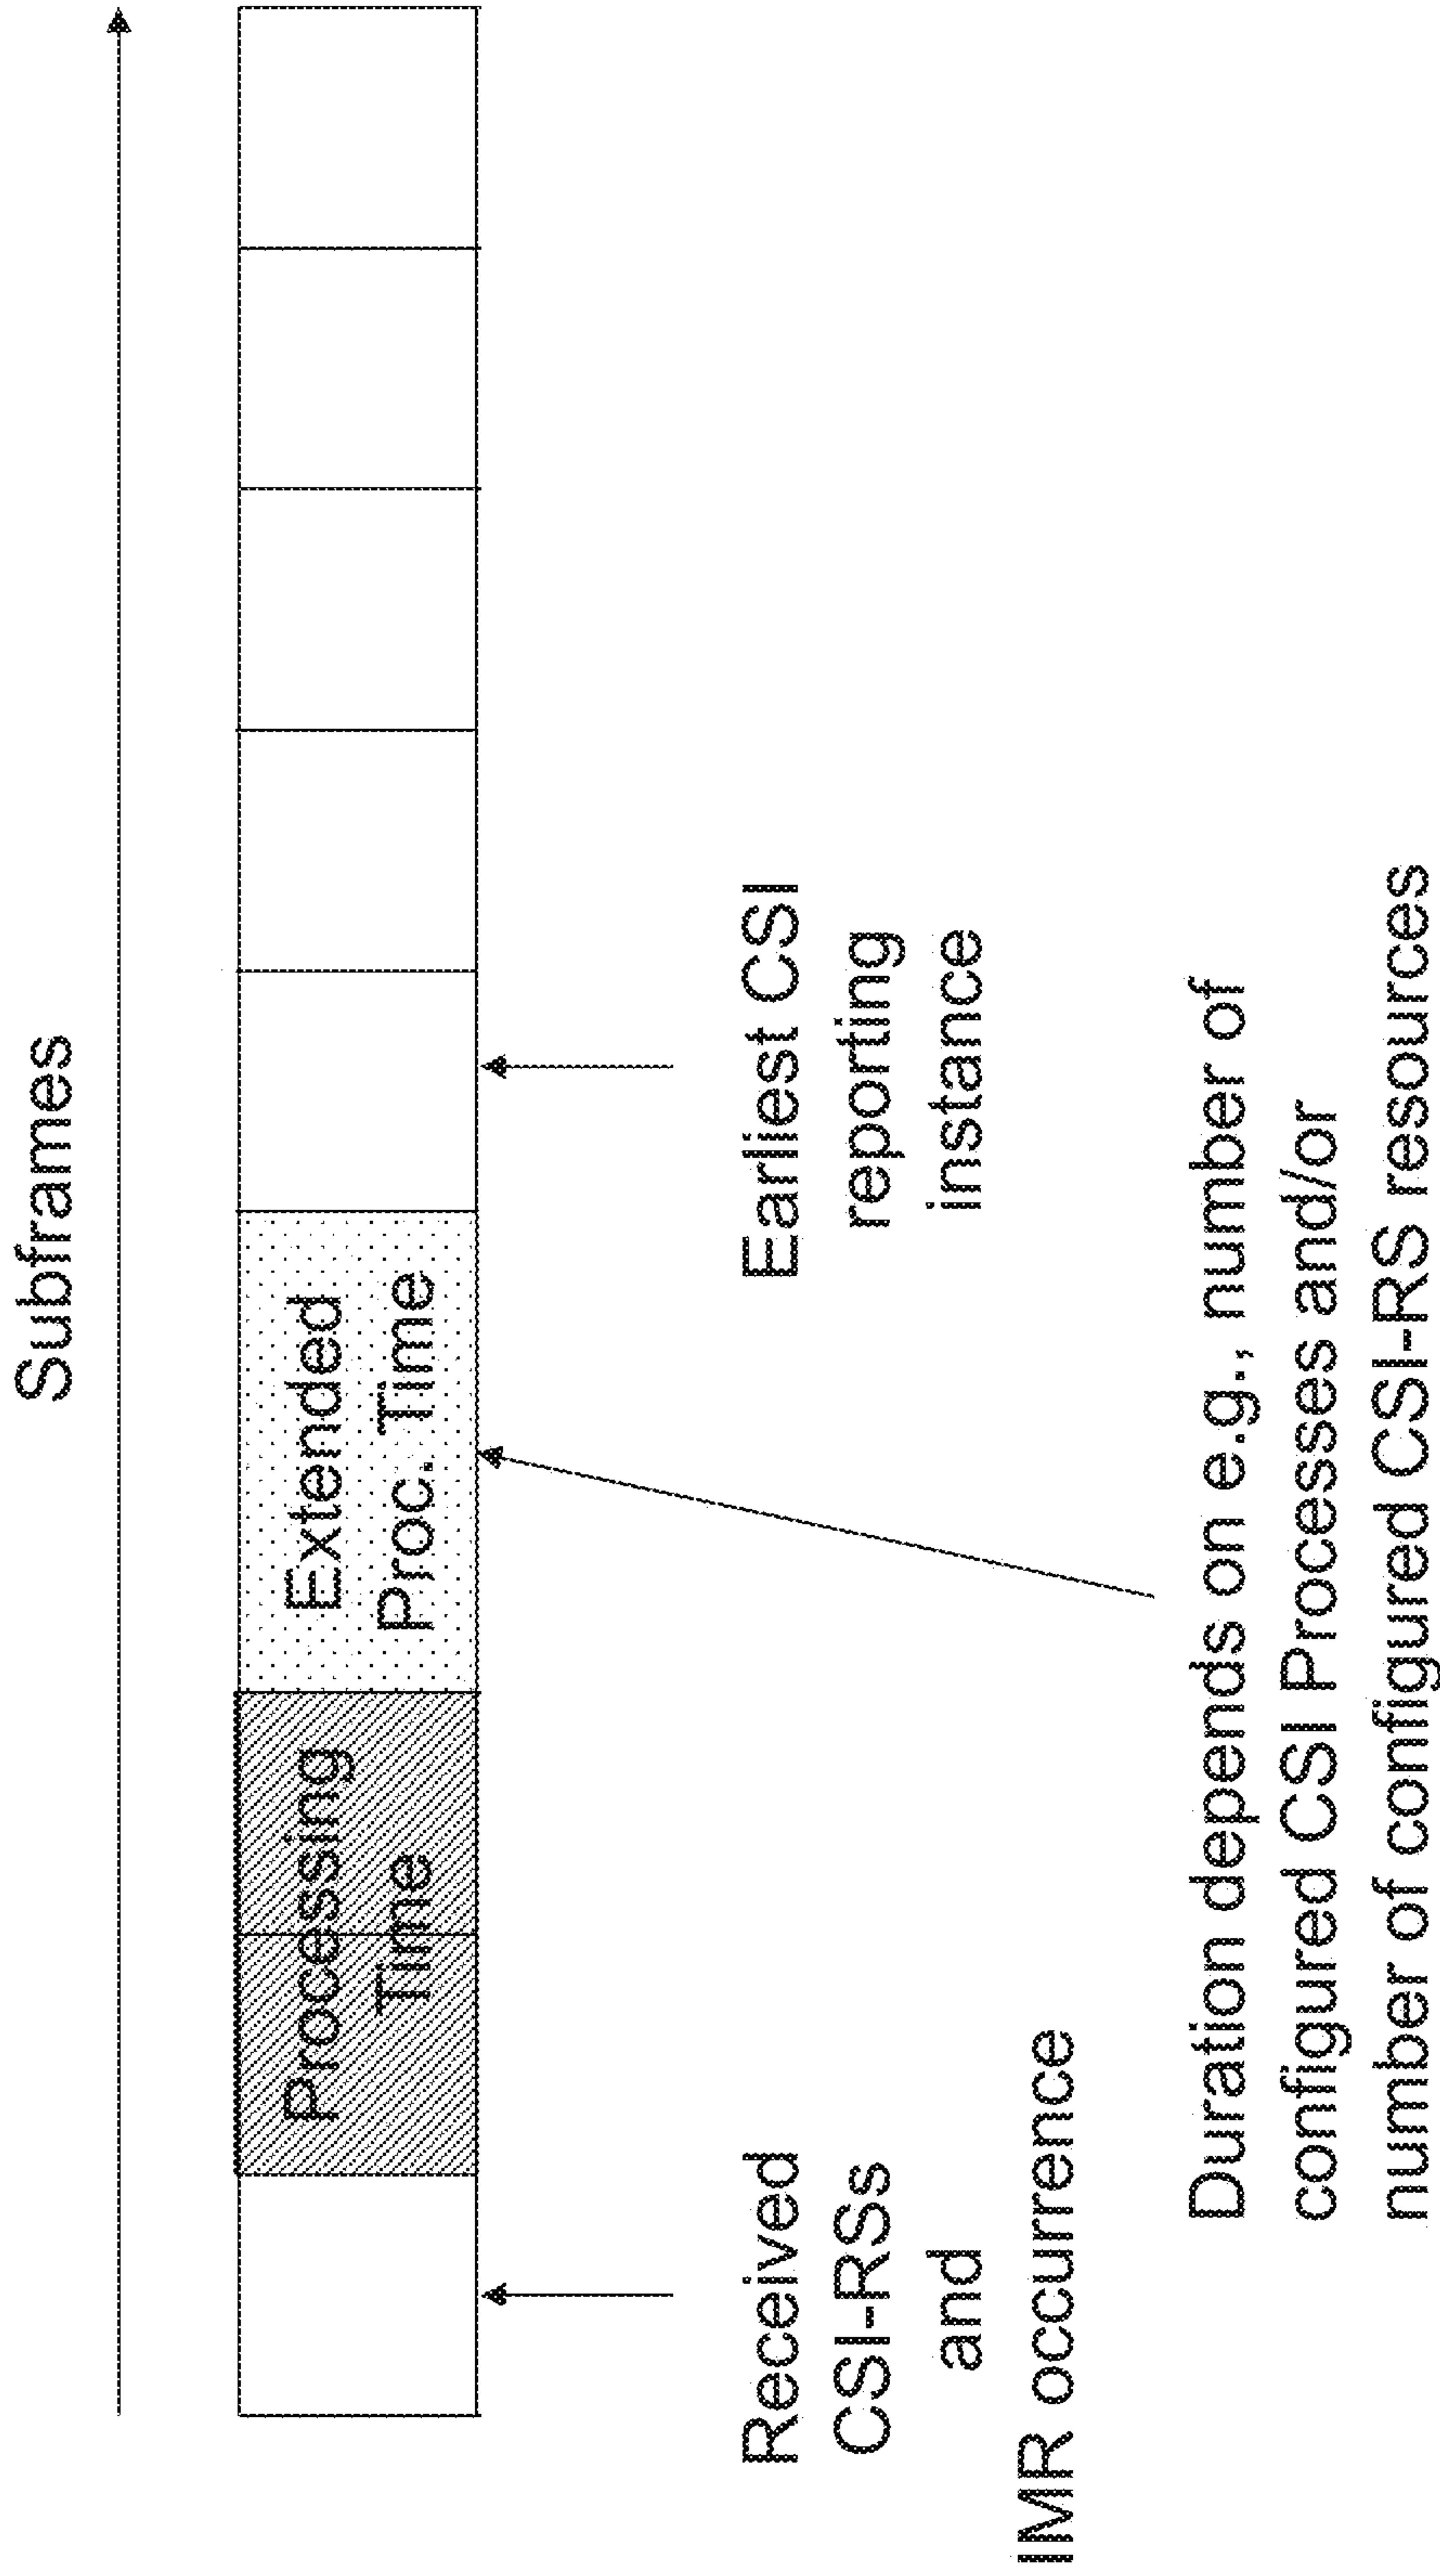 Subframes
Processing
Time
Extended
Proc. Time
Received
CSI-RSs
and
IMR occurrence
Earliest CSI
reporting
instance
Duration depends on e.g., number of
configured CSI Processes and/or
number of configured CSI-RS resources